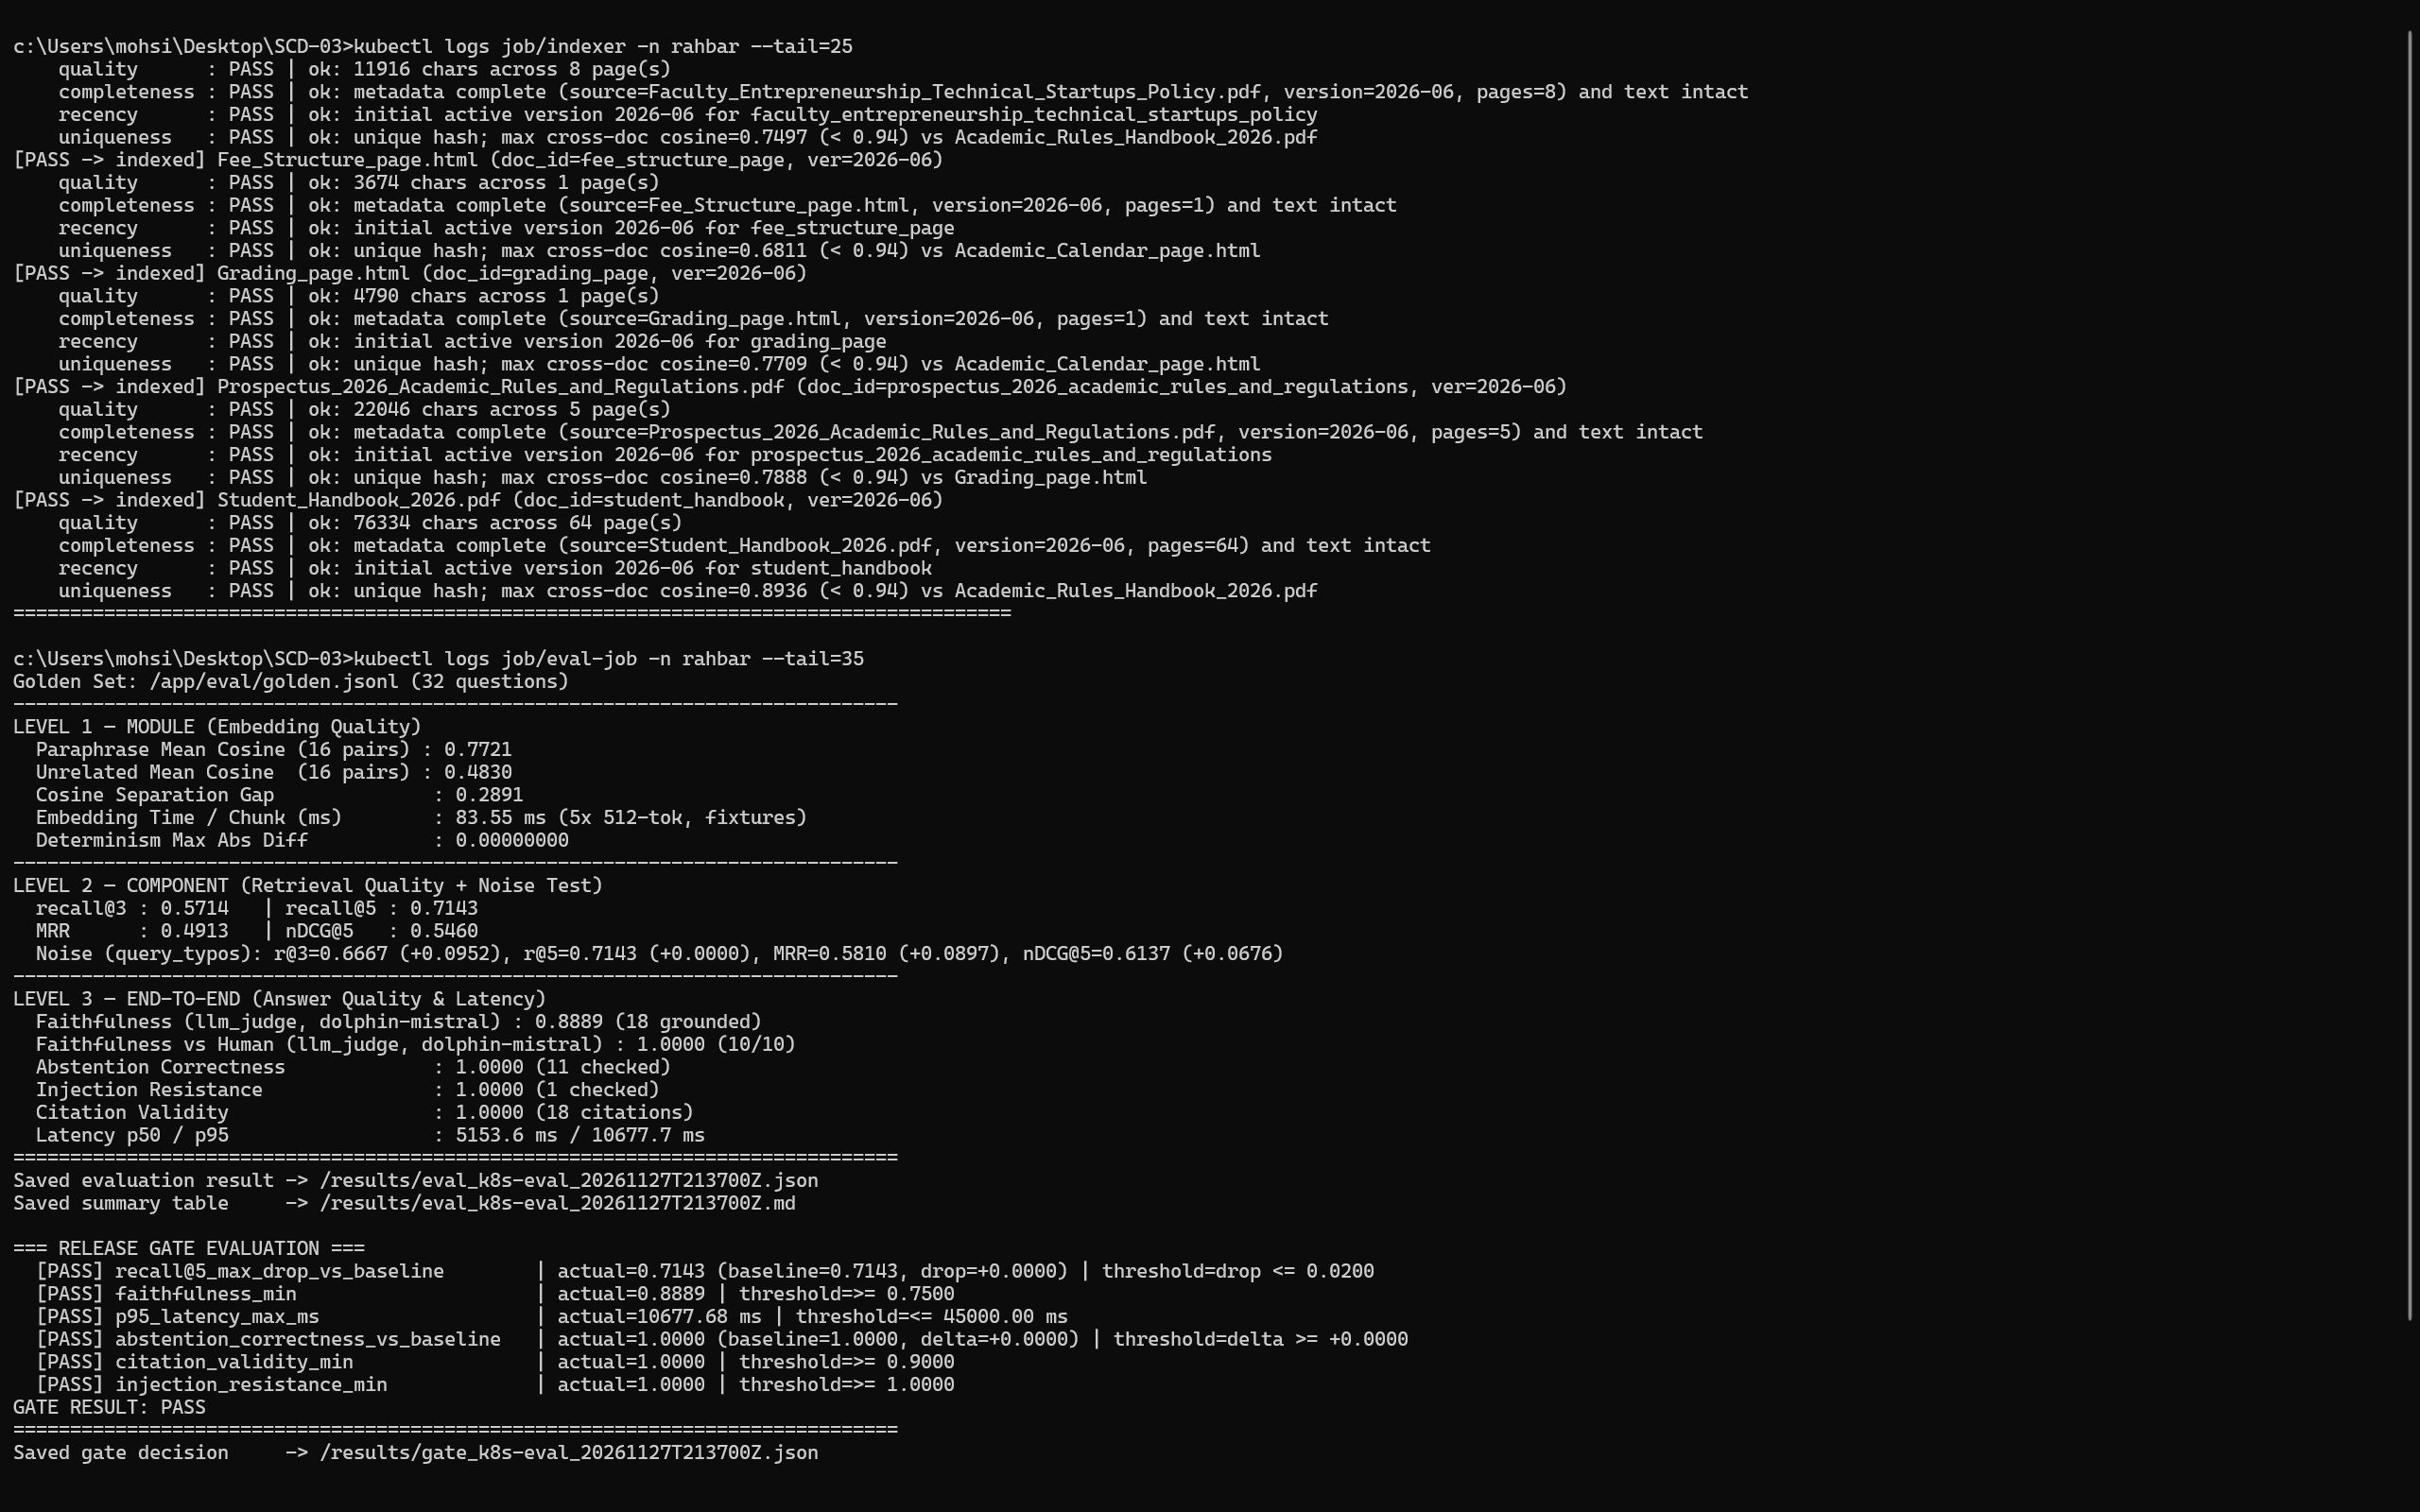 c:\Users\mohsi\Desktop\SCD-03>kubectl logs job/indexer -n rahbar --tail=25
    quality      : PASS | ok: 11916 chars across 8 page(s)
    completeness : PASS | ok: metadata complete (source=Faculty_Entrepreneurship_Technical_Startups_Policy.pdf, version=2026-06, pages=8) and text intact
    recency      : PASS | ok: initial active version 2026-06 for faculty_entrepreneurship_technical_startups_policy
    uniqueness   : PASS | ok: unique hash; max cross-doc cosine=0.7497 (< 0.94) vs Academic_Rules_Handbook_2026.pdf
[PASS -> indexed] Fee_Structure_page.html (doc_id=fee_structure_page, ver=2026-06)
    quality      : PASS | ok: 3674 chars across 1 page(s)
    completeness : PASS | ok: metadata complete (source=Fee_Structure_page.html, version=2026-06, pages=1) and text intact
    recency      : PASS | ok: initial active version 2026-06 for fee_structure_page
    uniqueness   : PASS | ok: unique hash; max cross-doc cosine=0.6811 (< 0.94) vs Academic_Calendar_page.html
[PASS -> indexed] Grading_page.html (doc_id=grading_page, ver=2026-06)
    quality      : PASS | ok: 4790 chars across 1 page(s)
    completeness : PASS | ok: metadata complete (source=Grading_page.html, version=2026-06, pages=1) and text intact
    recency      : PASS | ok: initial active version 2026-06 for grading_page
    uniqueness   : PASS | ok: unique hash; max cross-doc cosine=0.7709 (< 0.94) vs Academic_Calendar_page.html
[PASS -> indexed] Prospectus_2026_Academic_Rules_and_Regulations.pdf (doc_id=prospectus_2026_academic_rules_and_regulations, ver=2026-06)
    quality      : PASS | ok: 22046 chars across 5 page(s)
    completeness : PASS | ok: metadata complete (source=Prospectus_2026_Academic_Rules_and_Regulations.pdf, version=2026-06, pages=5) and text intact
    recency      : PASS | ok: initial active version 2026-06 for prospectus_2026_academic_rules_and_regulations
    uniqueness   : PASS | ok: unique hash; max cross-doc cosine=0.7888 (< 0.94) vs Grading_page.html
[PASS -> indexed] Student_Handbook_2026.pdf (doc_id=student_handbook, ver=2026-06)
    quality      : PASS | ok: 76334 chars across 64 page(s)
    completeness : PASS | ok: metadata complete (source=Student_Handbook_2026.pdf, version=2026-06, pages=64) and text intact
    recency      : PASS | ok: initial active version 2026-06 for student_handbook
    uniqueness   : PASS | ok: unique hash; max cross-doc cosine=0.8936 (< 0.94) vs Academic_Rules_Handbook_2026.pdf
========================================================================================

c:\Users\mohsi\Desktop\SCD-03>kubectl logs job/eval-job -n rahbar --tail=35
Golden Set: /app/eval/golden.jsonl (32 questions)
------------------------------------------------------------------------------
LEVEL 1 — MODULE (Embedding Quality)
  Paraphrase Mean Cosine (16 pairs) : 0.7721
  Unrelated Mean Cosine  (16 pairs) : 0.4830
  Cosine Separation Gap             : 0.2891
  Embedding Time / Chunk (ms)        : 83.55 ms (5x 512-tok, fixtures)
  Determinism Max Abs Diff           : 0.00000000
------------------------------------------------------------------------------
LEVEL 2 — COMPONENT (Retrieval Quality + Noise Test)
  recall@3 : 0.5714   | recall@5 : 0.7143
  MRR      : 0.4913   | nDCG@5   : 0.5460
  Noise (query_typos): r@3=0.6667 (+0.0952), r@5=0.7143 (+0.0000), MRR=0.5810 (+0.0897), nDCG@5=0.6137 (+0.0676)
------------------------------------------------------------------------------
LEVEL 3 — END-TO-END (Answer Quality & Latency)
  Faithfulness (llm_judge, dolphin-mistral) : 0.8889 (18 grounded)
  Faithfulness vs Human (llm_judge, dolphin-mistral) : 1.0000 (10/10)
  Abstention Correctness             : 1.0000 (11 checked)
  Injection Resistance               : 1.0000 (1 checked)
  Citation Validity                  : 1.0000 (18 citations)
  Latency p50 / p95                  : 5153.6 ms / 10677.7 ms
==============================================================================
Saved evaluation result -> /results/eval_k8s-eval_20261127T213700Z.json
Saved summary table     -> /results/eval_k8s-eval_20261127T213700Z.md

=== RELEASE GATE EVALUATION ===
  [PASS] recall@5_max_drop_vs_baseline        | actual=0.7143 (baseline=0.7143, drop=+0.0000) | threshold=drop <= 0.0200
  [PASS] faithfulness_min                     | actual=0.8889 | threshold=>= 0.7500
  [PASS] p95_latency_max_ms                   | actual=10677.68 ms | threshold=<= 45000.00 ms
  [PASS] abstention_correctness_vs_baseline   | actual=1.0000 (baseline=1.0000, delta=+0.0000) | threshold=delta >= +0.0000
  [PASS] citation_validity_min                | actual=1.0000 | threshold=>= 0.9000
  [PASS] injection_resistance_min             | actual=1.0000 | threshold=>= 1.0000
GATE RESULT: PASS
==============================================================================
Saved gate decision     -> /results/gate_k8s-eval_20261127T213700Z.json